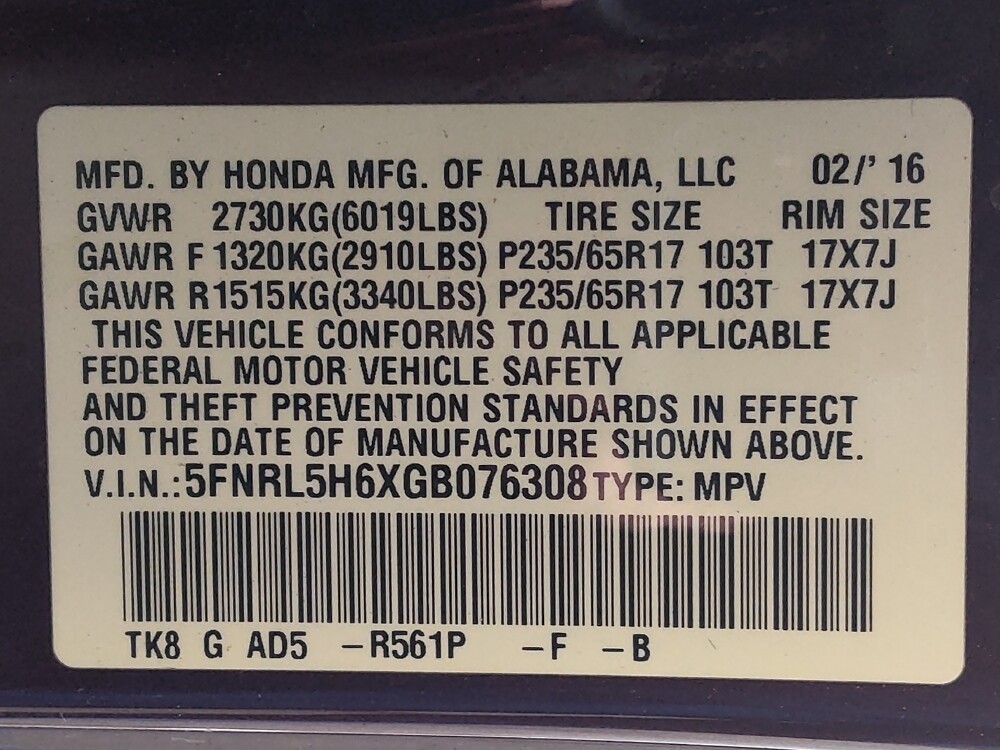 MFD. BY HONDA MFG. OF ALABAMA, LLC 02/' 16
GVWR 2730KG(6019LBS) TIRE SIZE RIM SIZE
GAWR F 1320KG(2910LBS) P235/65R17 103T 17X7J
GAWR R1515KG(3340LBS) P235/65R17 103T 17X7J
THIS VEHICLE CONFORMS TO ALL APPLICABLE
FEDERAL MOTOR VEHICLE SAFETY
AND THEFT PREVENTION STANDARDS IN EFFECT
ON THE DATE OF MANUFACTURE SHOWN ABOVE.
V.I.N.:5FNRL5H6XGB076308 TYPE: MPV
TK8 G AD5 –R561P –F –B